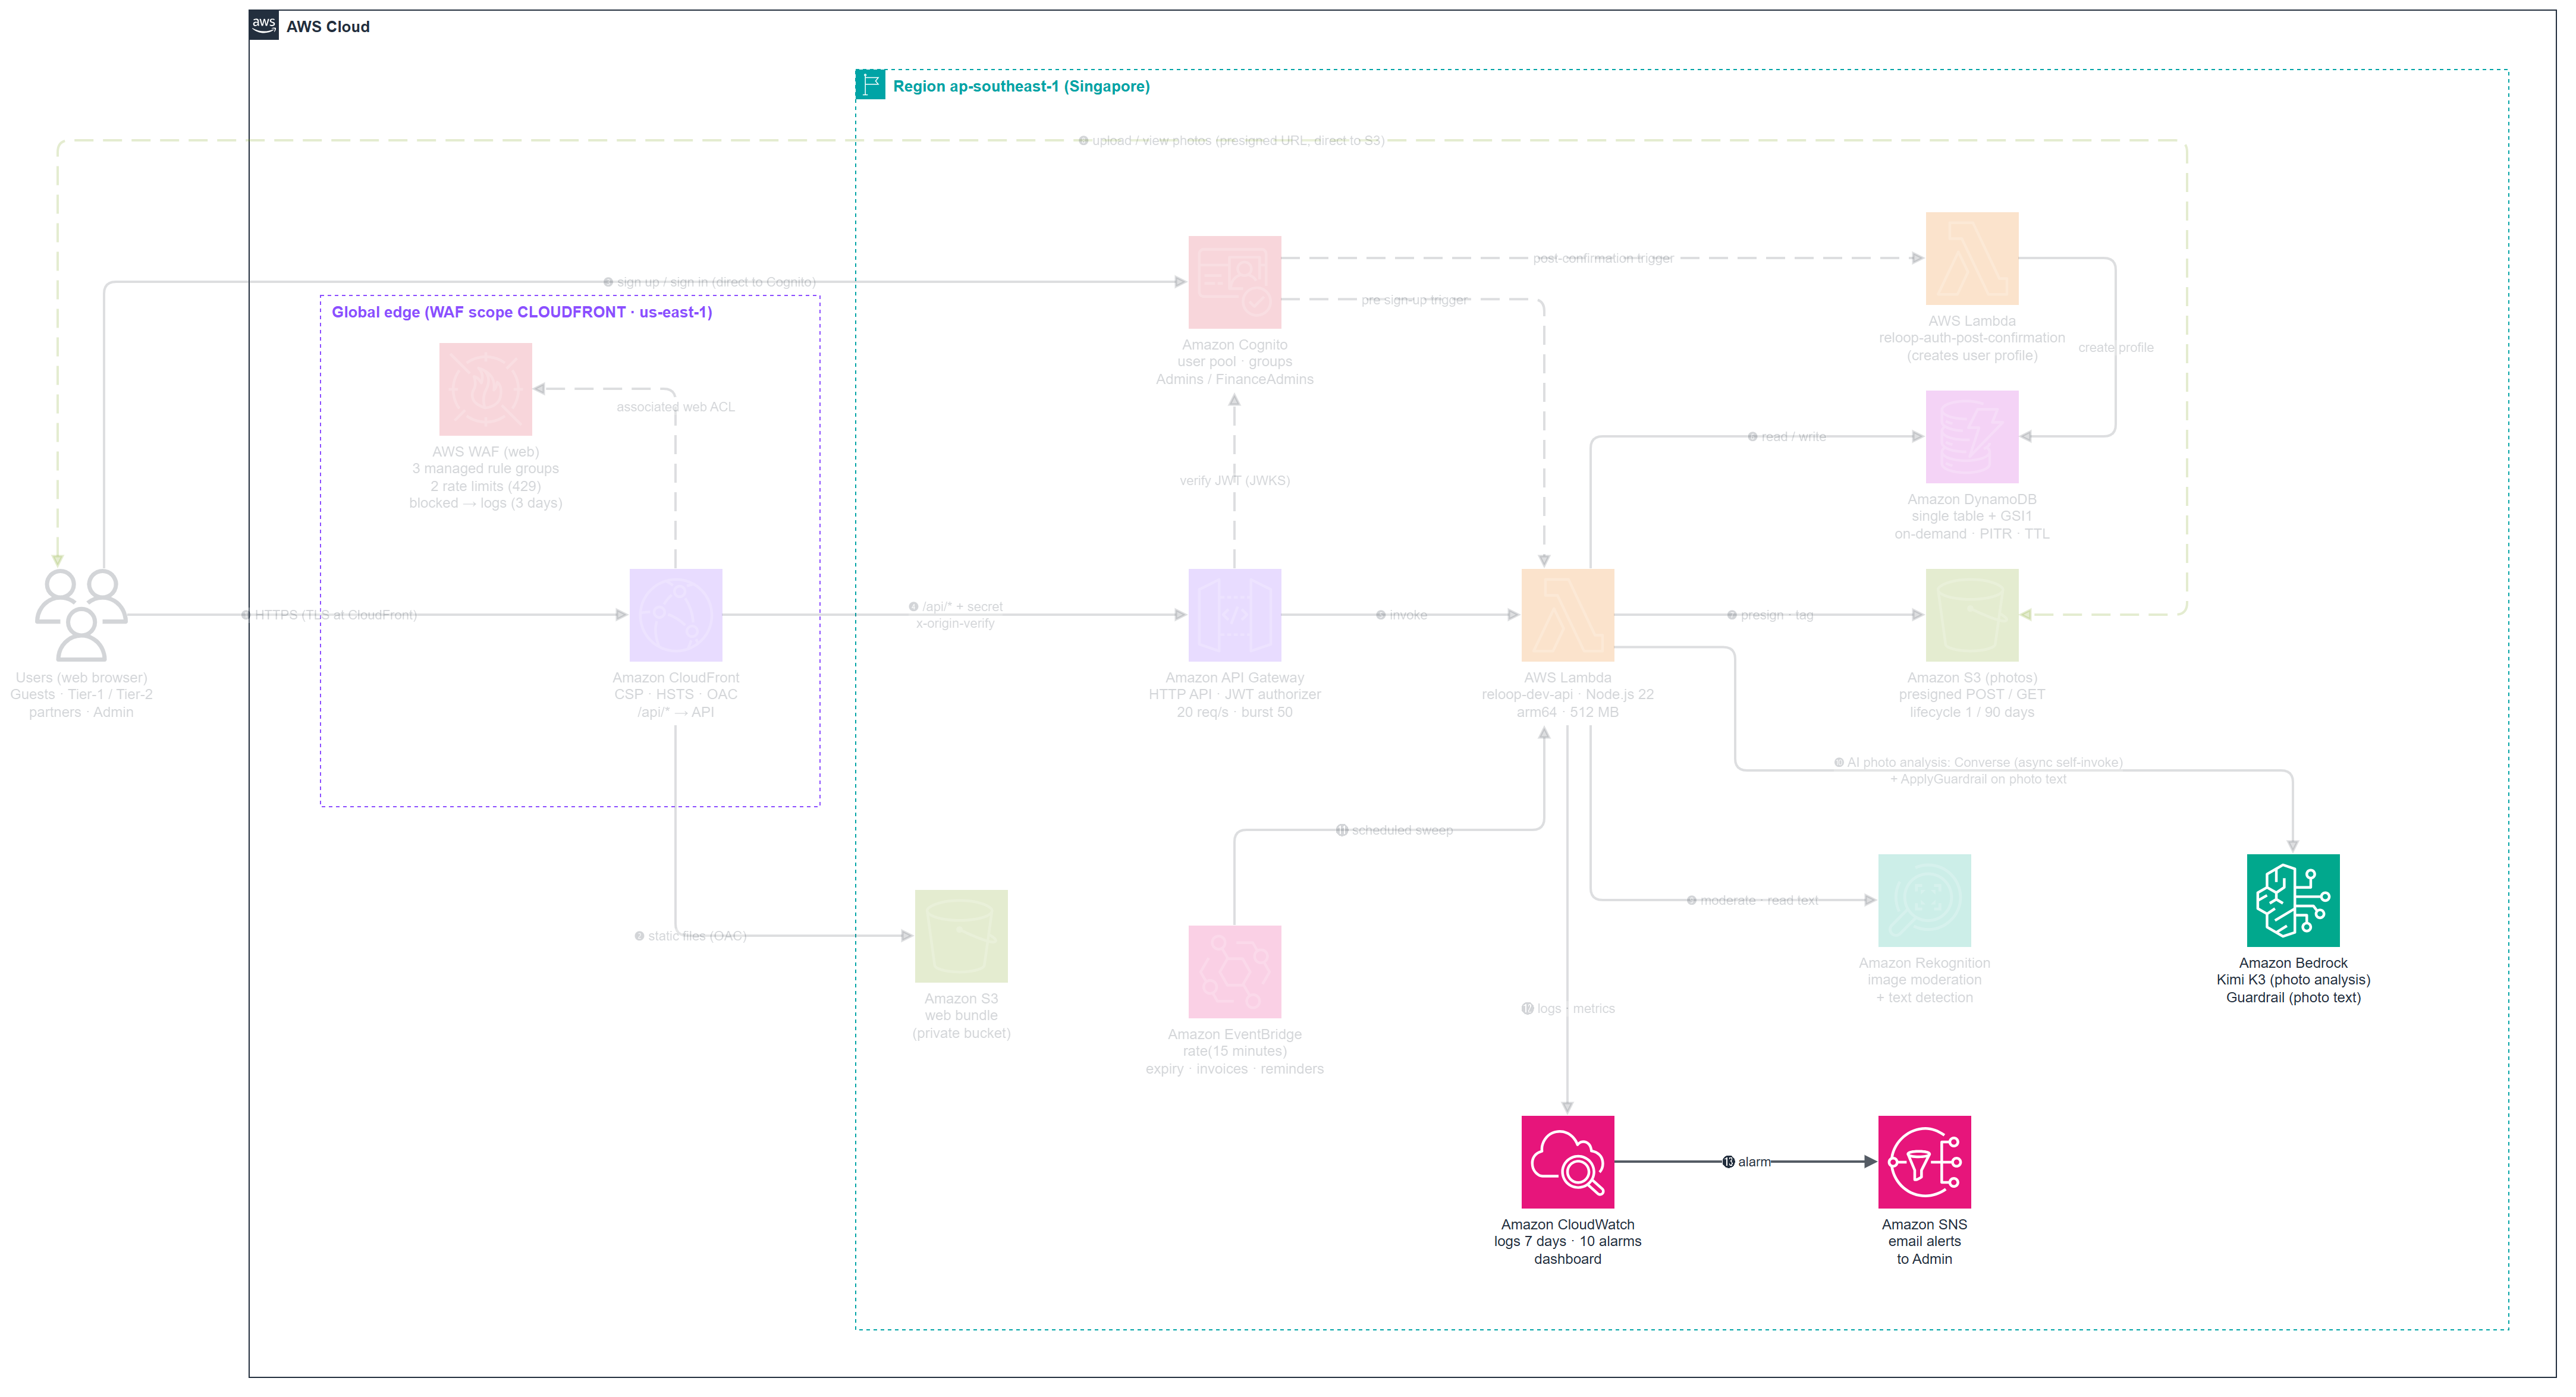 aws
AWS Cloud
Region ap-southeast-1 (Singapore)
❽ upload / view photos (presigned URL, direct to S3)
❸ sign up / sign in (direct to Cognito)
Global edge (WAF scope CLOUDFRONT · us-east-1)
AWS WAF (web)
3 managed rule groups
2 rate limits (429)
blocked → logs (3 days)
associated web ACL
Amazon Cognito
user pool · groups
Admins / FinanceAdmins
post-confirmation trigger
pre sign-up trigger
AWS Lambda
reloop-auth-post-confirmation
(creates user profile)
create profile
verify JWT (JWKS)
❻ read / write
Amazon DynamoDB
single table + GSI1
on-demand · PITR · TTL
Users (web browser)
Guests · Tier-1 / Tier-2
partners · Admin
❶ HTTPS (TLS at CloudFront)
Amazon CloudFront
CSP · HSTS · OAC
/api/* → API
❹ /api/* + secret
x-origin-verify
Amazon API Gateway
HTTP API · JWT authorizer
20 req/s · burst 50
❺ invoke
AWS Lambda
reloop-dev-api · Node.js 22
arm64 · 512 MB
❼ presign · tag
Amazon S3 (photos)
presigned POST / GET
lifecycle 1 / 90 days
❿ AI photo analysis: Converse (async self-invoke)
+ ApplyGuardrail on photo text
⓫ scheduled sweep
❾ moderate · read text
❷ static files (OAC)
Amazon S3
web bundle
(private bucket)
Amazon EventBridge
rate(15 minutes)
expiry · invoices · reminders
Amazon Rekognition
image moderation
+ text detection
Amazon Bedrock
Kimi K3 (photo analysis)
Guardrail (photo text)
⓬ logs · metrics
⓭ alarm
Amazon CloudWatch
logs 7 days · 10 alarms
dashboard
Amazon SNS
email alerts
to Admin